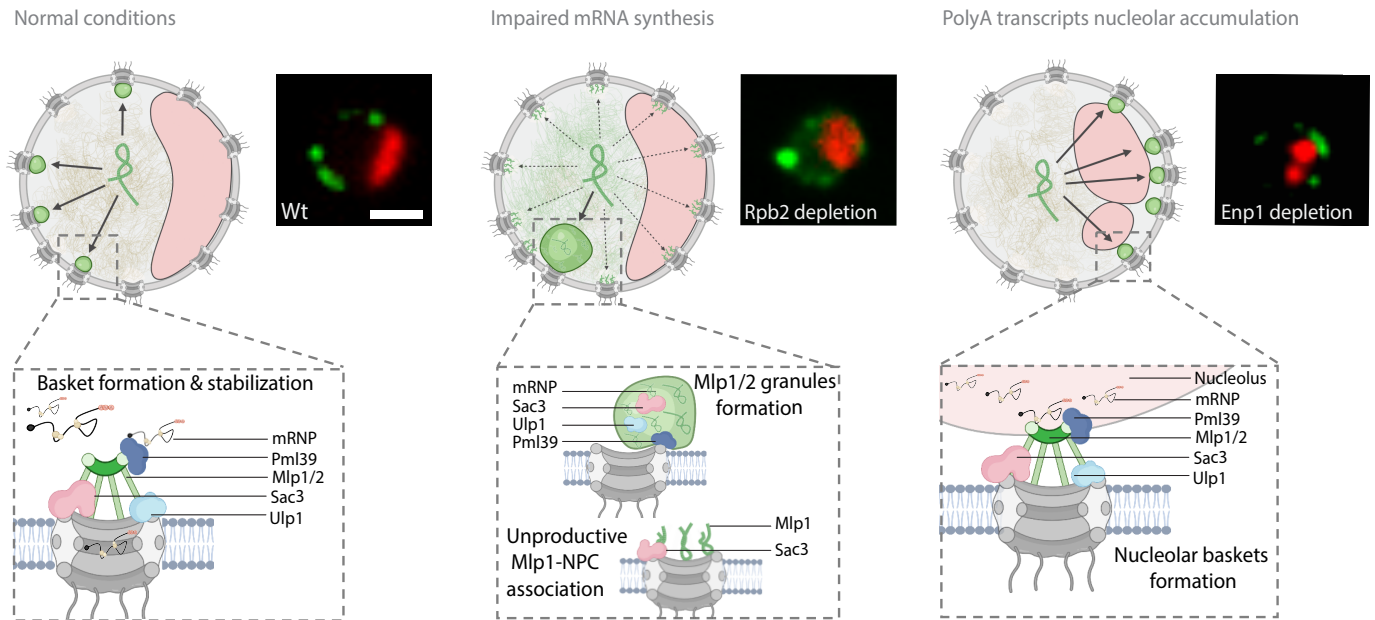 Normal conditions
Impaired mRNA synthesis
PolyA transcripts nucleolar accumulation
Wt
Rpb2 depletion
Enp1 depletion
Basket formation & stabilization
mRNP
Pml39
Mlp1/2
Sac3
Ulp1
mRNP
Sac3
Ulp1
Pml39
Mlp1/2 granules
formation
Unproductive
Mlp1-NPC
association
Mlp1
Sac3
Nucleolus
mRNP
Pml39
Mlp1/2
Sac3
Ulp1
Nucleolar baskets
formation